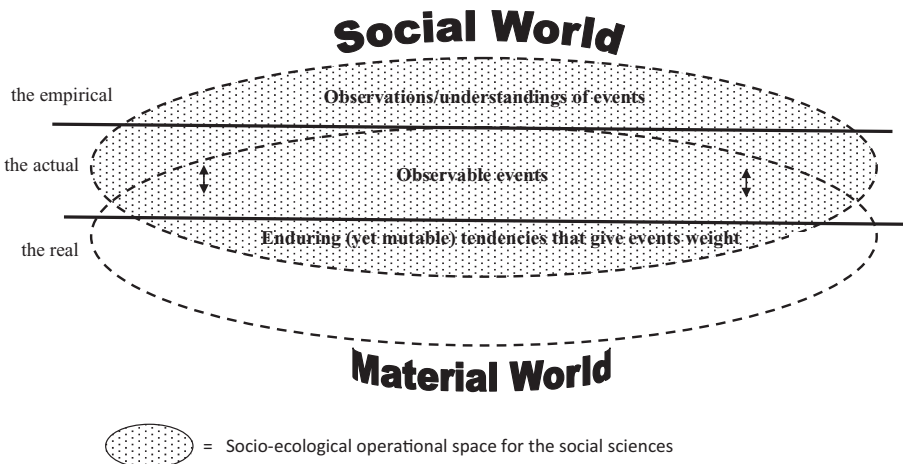 Social World
the empirical
Observations/understandings of events
the actual
Observable events
Enduring (yet mutable) tendencies that give events weight
the real
Material World
= Socio-ecological operational space for the social sciences